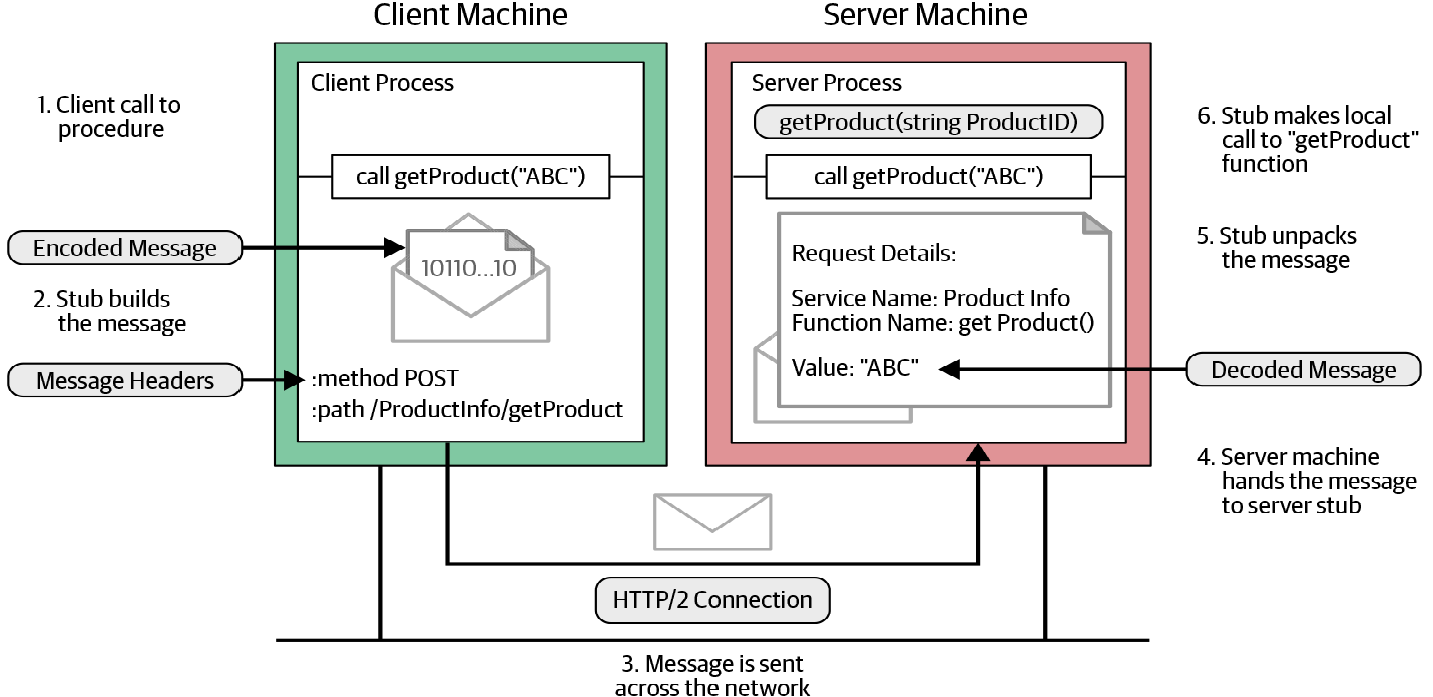 Client Machine
Server Machine
1. Client call to
procedure
Client Process
call getProduct("ABC")
Encoded Message
10110...10
2. Stub builds
the message
Message Headers
:method POST
:path /ProductInfo/getProduct
Server Process
getProduct(string ProductID)
call getProduct("ABC")
Request Details:
Service Name: Product Info
Function Name: get Product()
Value: "ABC"
6. Stub makes local
call to "getProduct"
function
5. Stub unpacks
the message
Decoded Message
4. Server machine
hands the message
to server stub
HTTP/2 Connection
3. Message is sent
across the network